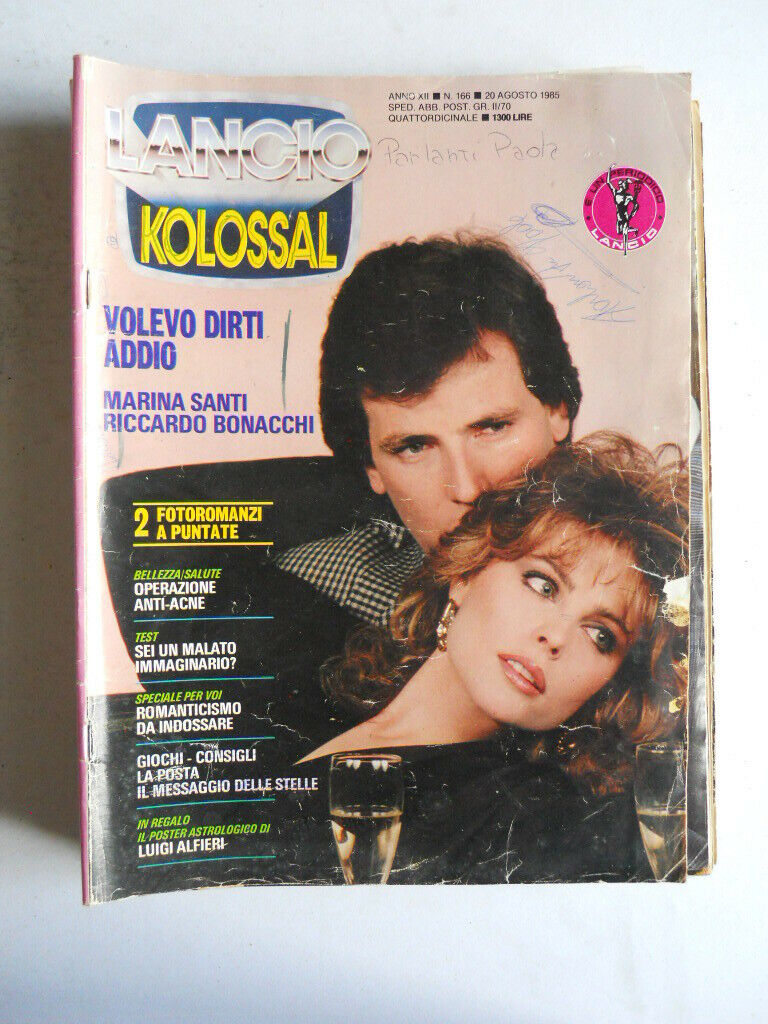 ANNO XII ■ N. 166 ■ 20 AGOSTO 1985
SPED. ABB. POST. GR. II/70
QUATTORDICINALE ■ 1300 LIRE
LANCIO
KOLOSSAL
Parlanti Paola
È UN PERIODICO
LANCIO
VOLEVO DIRTI
ADDIO
MARINA SANTI
RICCARDO BONACCHI
2 FOTOROMANZI
A PUNTATE
BELLEZZA/SALUTE
OPERAZIONE
ANTI-ACNE
TEST
SEI UN MALATO
IMMAGINARIO?
SPECIALE PER VOI
ROMANTICISMO
DA INDOSSARE
GIOCHI - CONSIGLI
LA POSTA
IL MESSAGGIO DELLE STELLE
IN REGALO
IL POSTER ASTROLOGICO DI
LUIGI ALFIERI